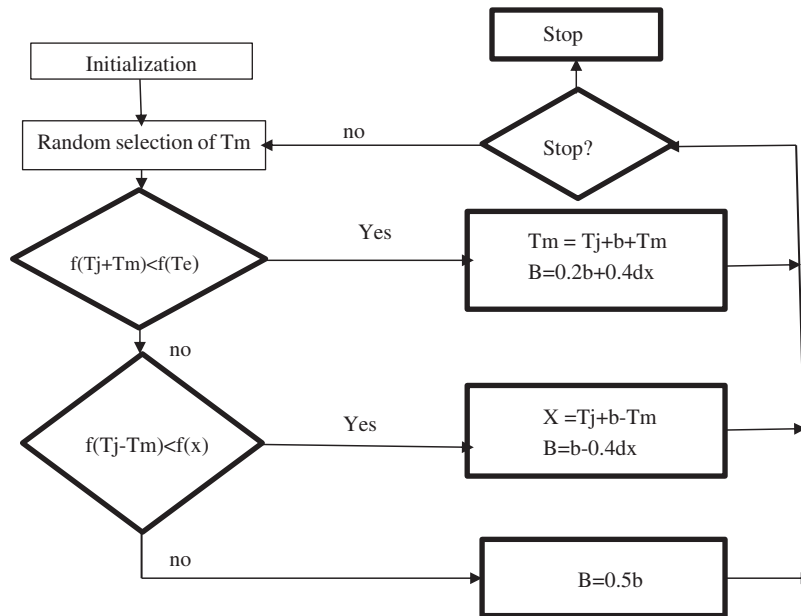 Stop
Initialization
Random selection of Tm
no
Stop?
f(Tj+Tm)<f(Te)
Yes
Tm = Tj+b+Tm
B=0.2b+0.4dx
no
f(Tj-Tm)<f(x)
Yes
X =Tj+b-Tm
B=b-0.4dx
no
B=0.5b